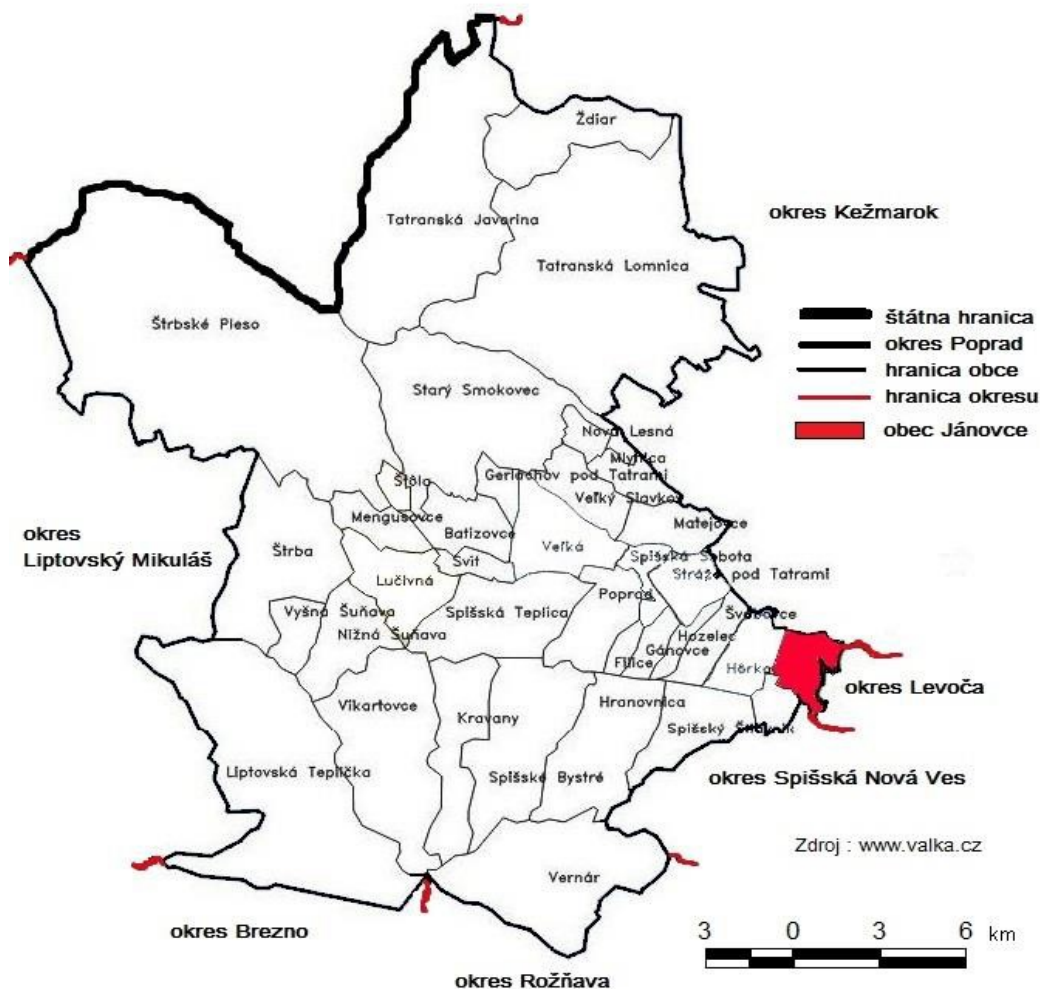 Ždiar
okres Kežmarok
Tatranská Javorina
Tatranská Lomnica
Štrbské Pleso
štátna hranica
okres Poprad
hranica obce
hranica okresu
obec Jánovce
Starý Smokovec
Nová Lesná
Mlynica
Gerlachov pod Tatrami
Štôla
Veľký Slavkov
Mengusovce
Batizovce
Matejovce
okres
Liptovský Mikuláš
Štrba
Veľká
Spišská Sobota
Svit
Stráže pod Tatrami
Lučivná
Poprad
Vyšná Šuňava
Spišská Teplica
Švábovce
Nižná Šuňava
Hozelec
Gánovce
Filice
Hôrka
okres Levoča
Vikartovce
Kravany
Hranovnica
Spišský Štiavnik
Liptovská Teplička
Spišské Bystré
okres Spišská Nová Ves
Zdroj : www.valka.cz
Vernár
okres Brezno
3 0 3 6 km
okres Rožňava